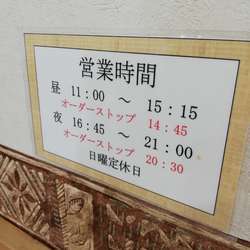 営業時間
昼 11：00 ～ 15：15
オーダーストップ 14：45
夜 16：45 ～ 21：00
オーダーストップ 20：30
日曜定休日